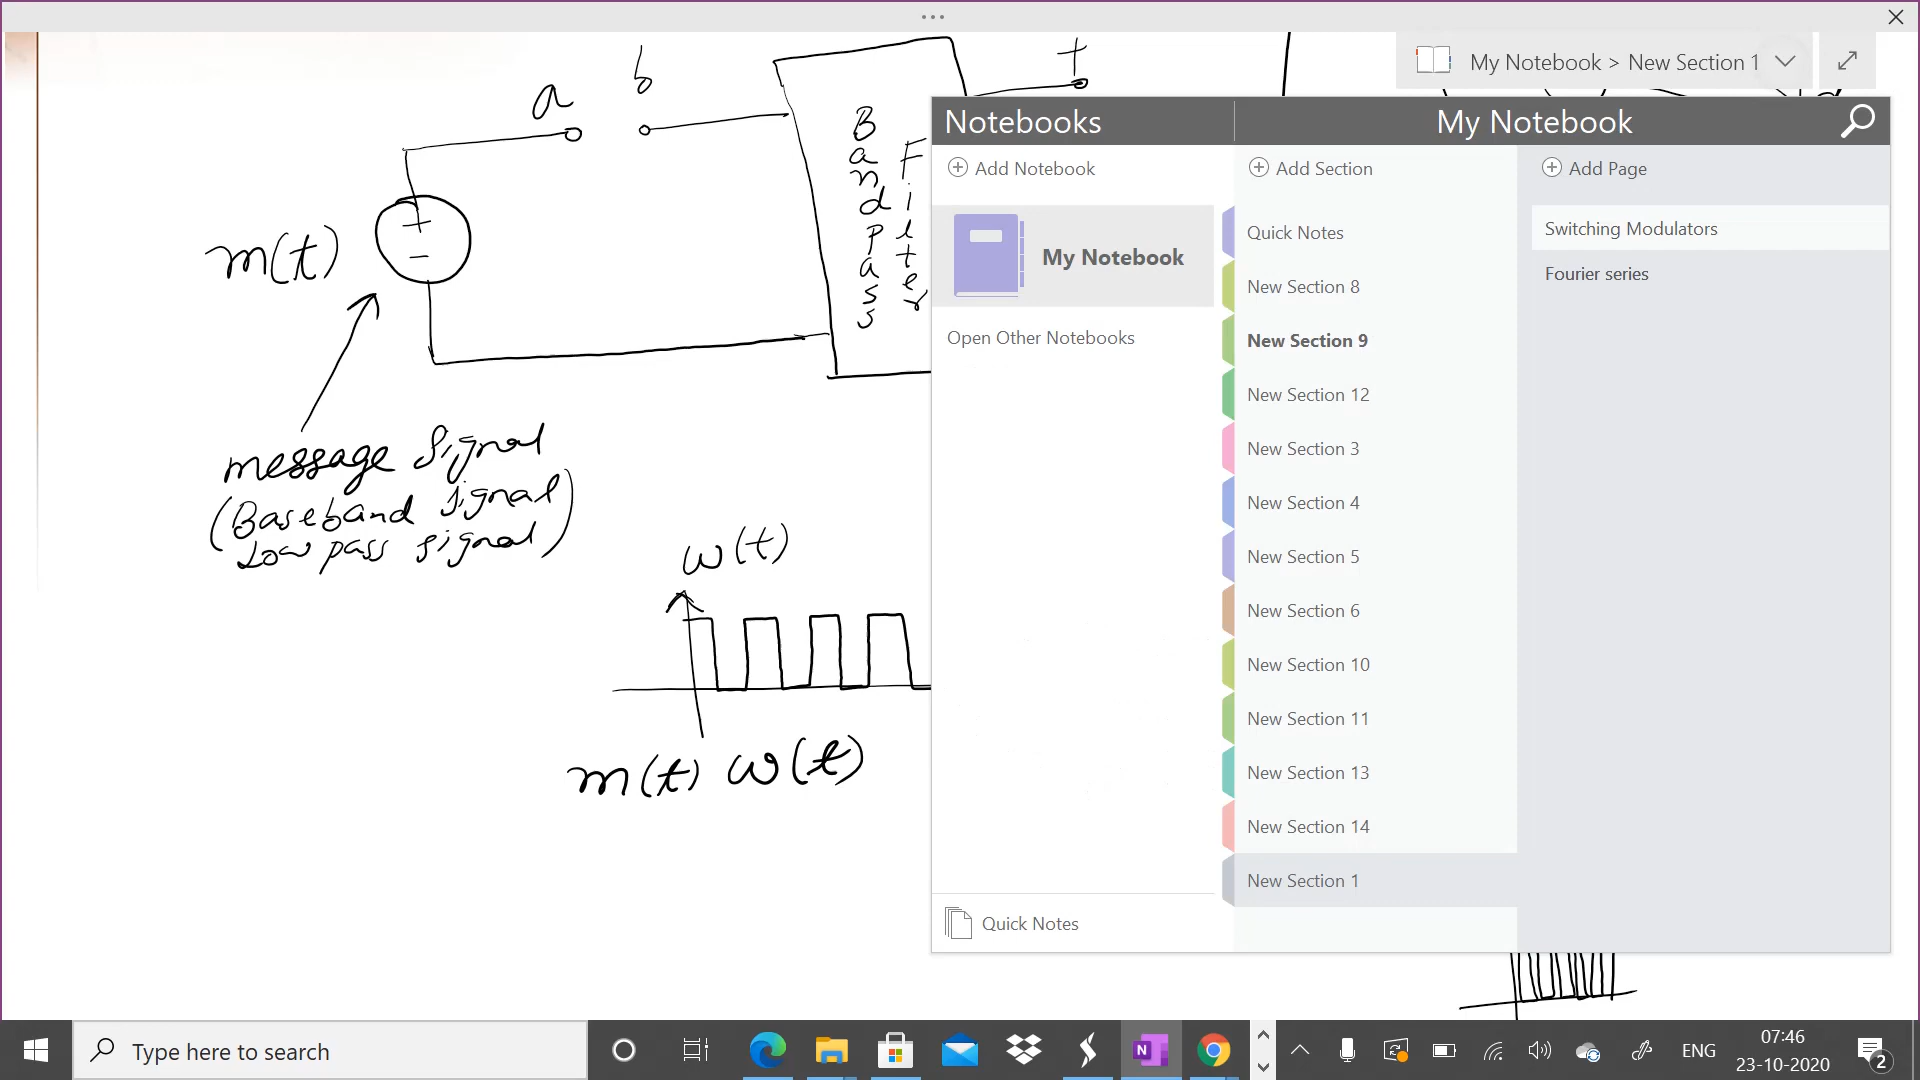 My Notebook > New Section 1
a
b
+
Notebooks
My Notebook
Add Notebook
Add Section
Add Page
My Notebook
Open Other Notebooks
Quick Notes
Quick Notes
New Section 8
New Section 9
New Section 12
New Section 3
New Section 4
New Section 5
New Section 6
New Section 10
New Section 11
New Section 13
New Section 14
New Section 1
Switching Modulators
Fourier series
Bandpass
Filter
+
−
m(t)
message signal
(Baseband signal
Low pass signal)
w(t)
m(t) w(t)
Type here to search
N
ENG
07:46
23-10-2020
2